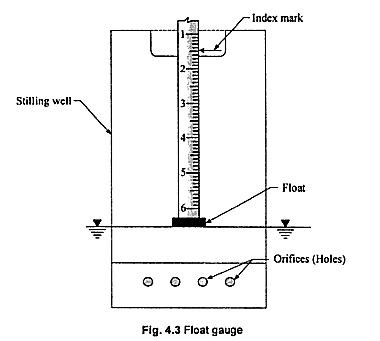 Index mark
1
2
Stilling well
3
4
5
Float
6
Orifices (Holes)
Fig. 4.3 Float gauge